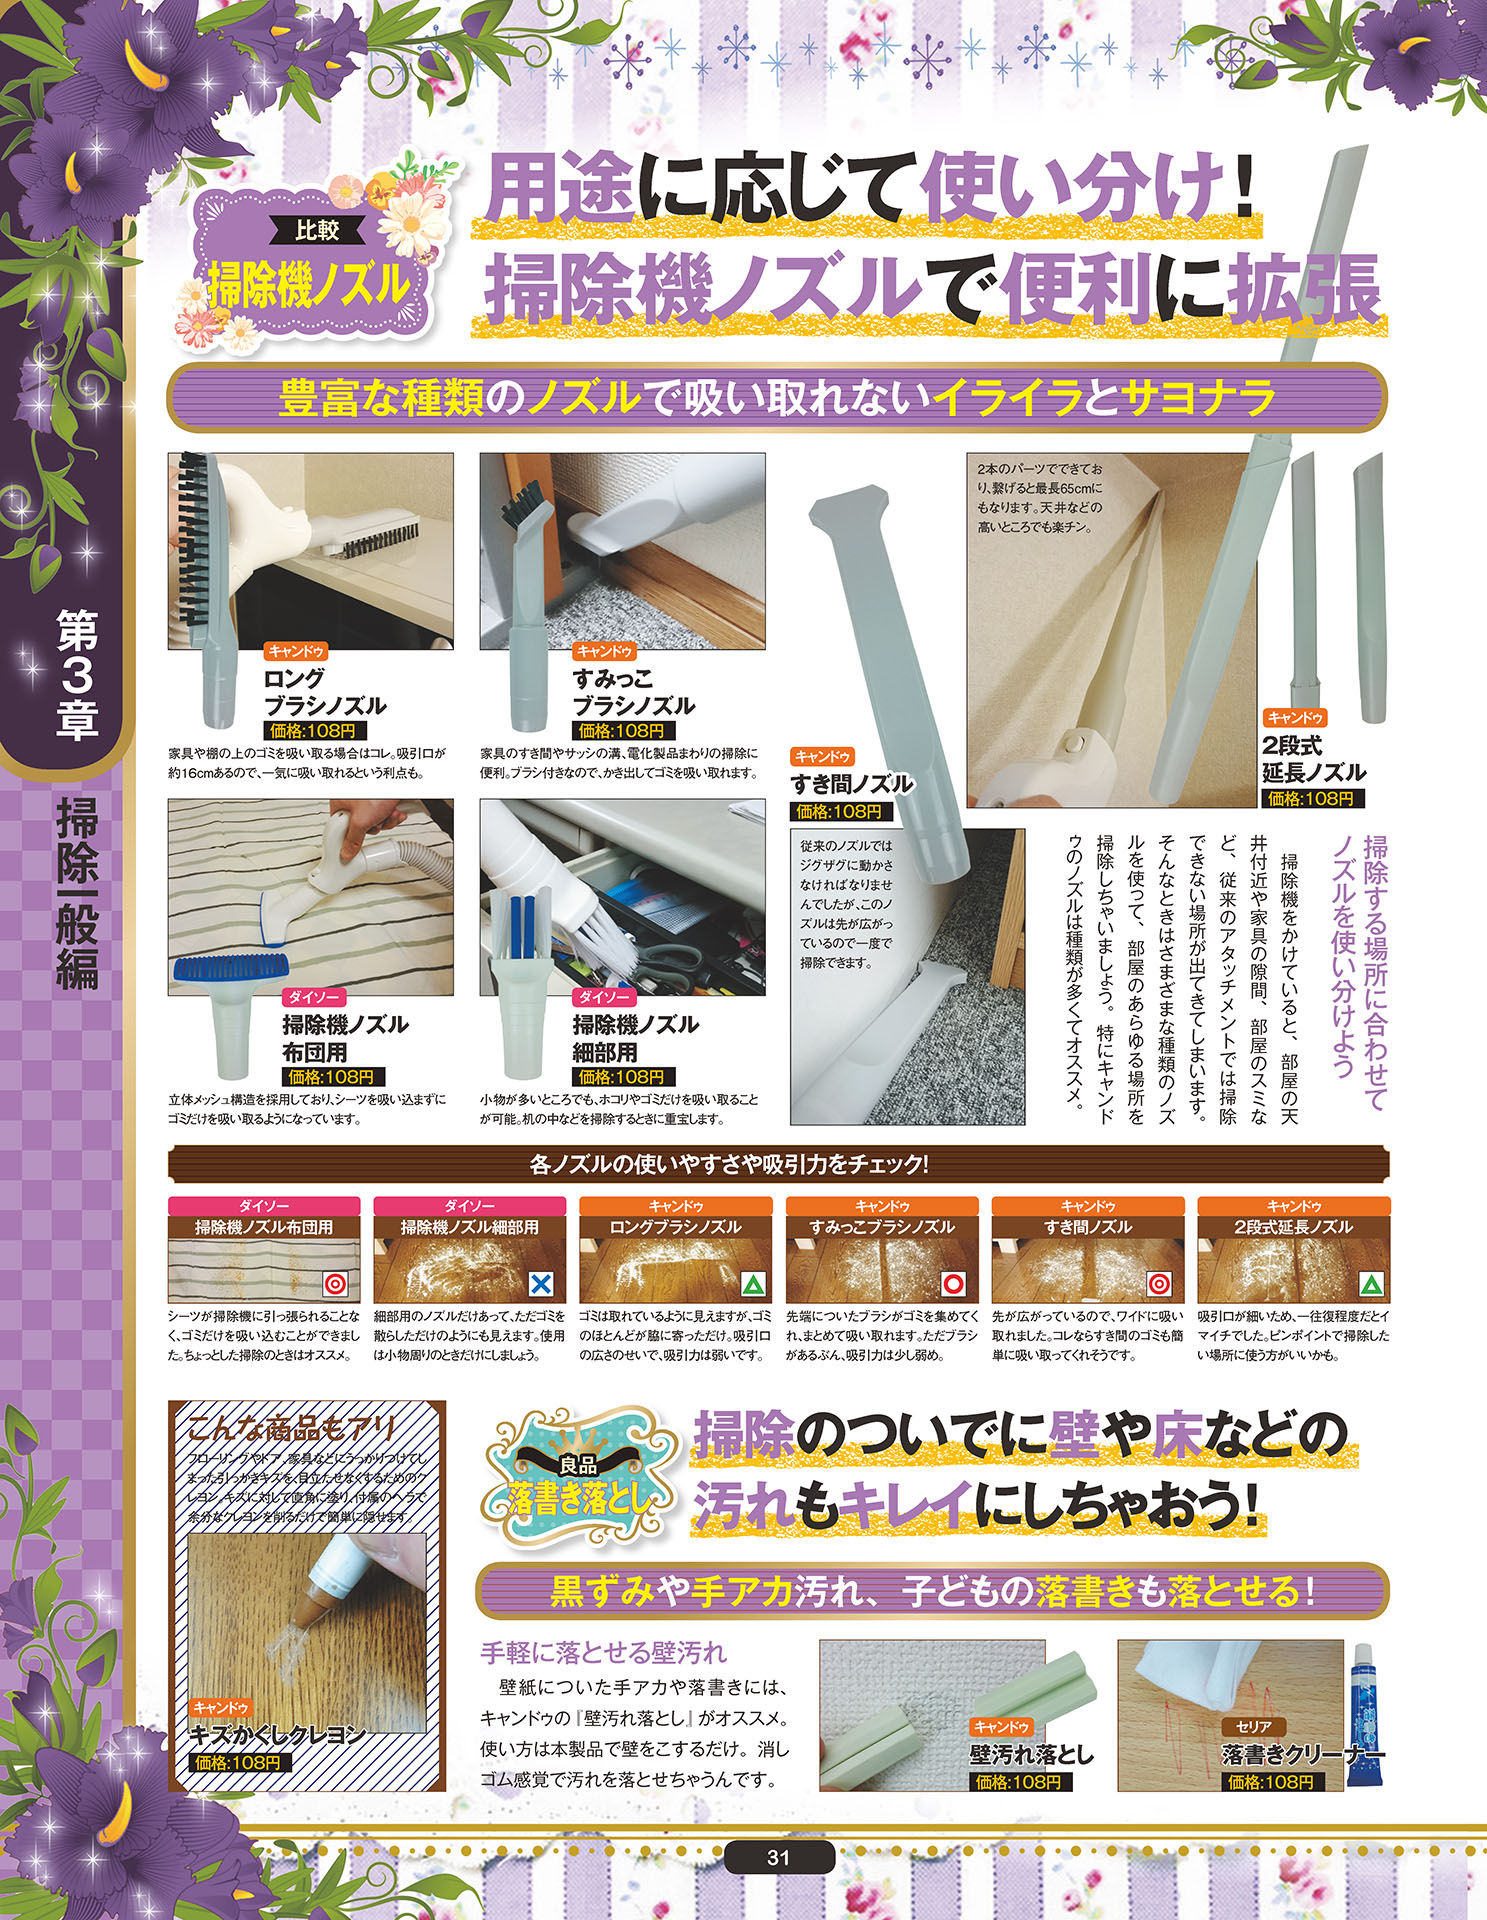 第3章
掃除一般編
比較
掃除機ノズル
用途に応じて使い分け！
掃除機ノズルで便利に拡張
豊富な種類のノズルで吸い取れないイライラとサヨナラ
キャンドゥ
ロング
ブラシノズル
価格:108円
家具や棚の上のゴミを吸い取る場合はコレ。吸引口が
約16cmあるので、一気に吸い取れるという利点も。
キャンドゥ
すみっこ
ブラシノズル
価格:108円
家具のすき間やサッシの溝、電化製品まわりの掃除に
便利。ブラシ付きなので、かき出してゴミを吸い取れます。
ダイソー
掃除機ノズル
布団用
価格:108円
立体メッシュ構造を採用しており、シーツを吸い込まずに
ゴミだけを吸い取るようになっています。
ダイソー
掃除機ノズル
細部用
価格:108円
小物が多いところでも、ホコリやゴミだけを吸い取ること
が可能。机の中などを掃除するときに重宝します。
キャンドゥ
すき間ノズル
価格:108円
従来のノズルでは
ジグザグに動かさ
なければなりませ
んでしたが、このノ
ズルは先が広がっ
ているので一度で
掃除できます。
2本のパーツでできてお
り、繋げると最長65cmに
もなります。天井などの
高いところでも楽チン。
キャンドゥ
2段式
延長ノズル
価格:108円
掃除する場所に合わせて
ノズルを使い分けよう
掃除機をかけていると、部屋の天
井付近や家具の隙間、部屋のスミな
ど、従来のアタッチメントでは掃除
できない場所が出てきてしまいます。
そんなときはさまざまな種類のノズ
ルを使って、部屋のあらゆる場所を
掃除しちゃいましょう。特にキャンド
ゥのノズルは種類が多くてオススメ。
各ノズルの使いやすさや吸引力をチェック！
ダイソー
掃除機ノズル布団用
シーツが掃除機に引っ張られることな
く、ゴミだけを吸い込むことができまし
た。ちょっとした掃除のときはオススメ。
ダイソー
掃除機ノズル細部用
細部用のノズルだけあって、ただゴミを
散らしただけのようにも見えます。使用
は小物周りのときだけにしましょう。
キャンドゥ
ロングブラシノズル
ゴミは取れているように見えますが、ゴミ
のほとんどが脇に寄っただけ。吸引口
の広さのせいで、吸引力は弱いです。
キャンドゥ
すみっこブラシノズル
先端についたブラシがゴミを集めてく
れ、まとめて吸い取れます。ただブラシ
があるぶん、吸引力は少し弱め。
キャンドゥ
すき間ノズル
先が広がっているので、ワイドに吸い
取れました。コレならすき間のゴミも簡
単に吸い取ってくれそうです。
キャンドゥ
2段式延長ノズル
吸引口が細いため、一往復程度だとイ
マイチでした。ピンポイントで掃除した
い場所に使う方がいいかも。
こんな商品もアリ
フローリングやドア、家具などにうっかりつけてし
まった引っかきキズを、目立たせなくするためのク
レヨン。キズに対して直角に塗り、付属のヘラで
余分なクレヨンを削るだけで簡単に隠せます。
キャンドゥ
キズかくしクレヨン
価格:108円
良品
落書き落とし
掃除のついでに壁や床などの
汚れもキレイにしちゃおう！
黒ずみや手アカ汚れ、子どもの落書きも落とせる！
手軽に落とせる壁汚れ
壁紙についた手アカや落書きには、
キャンドゥの『壁汚れ落とし』がオススメ。
使い方は本製品で壁をこするだけ。消し
ゴム感覚で汚れを落とせちゃうんです。
キャンドゥ
壁汚れ落とし
価格:108円
セリア
落書きクリーナー
価格:108円
31